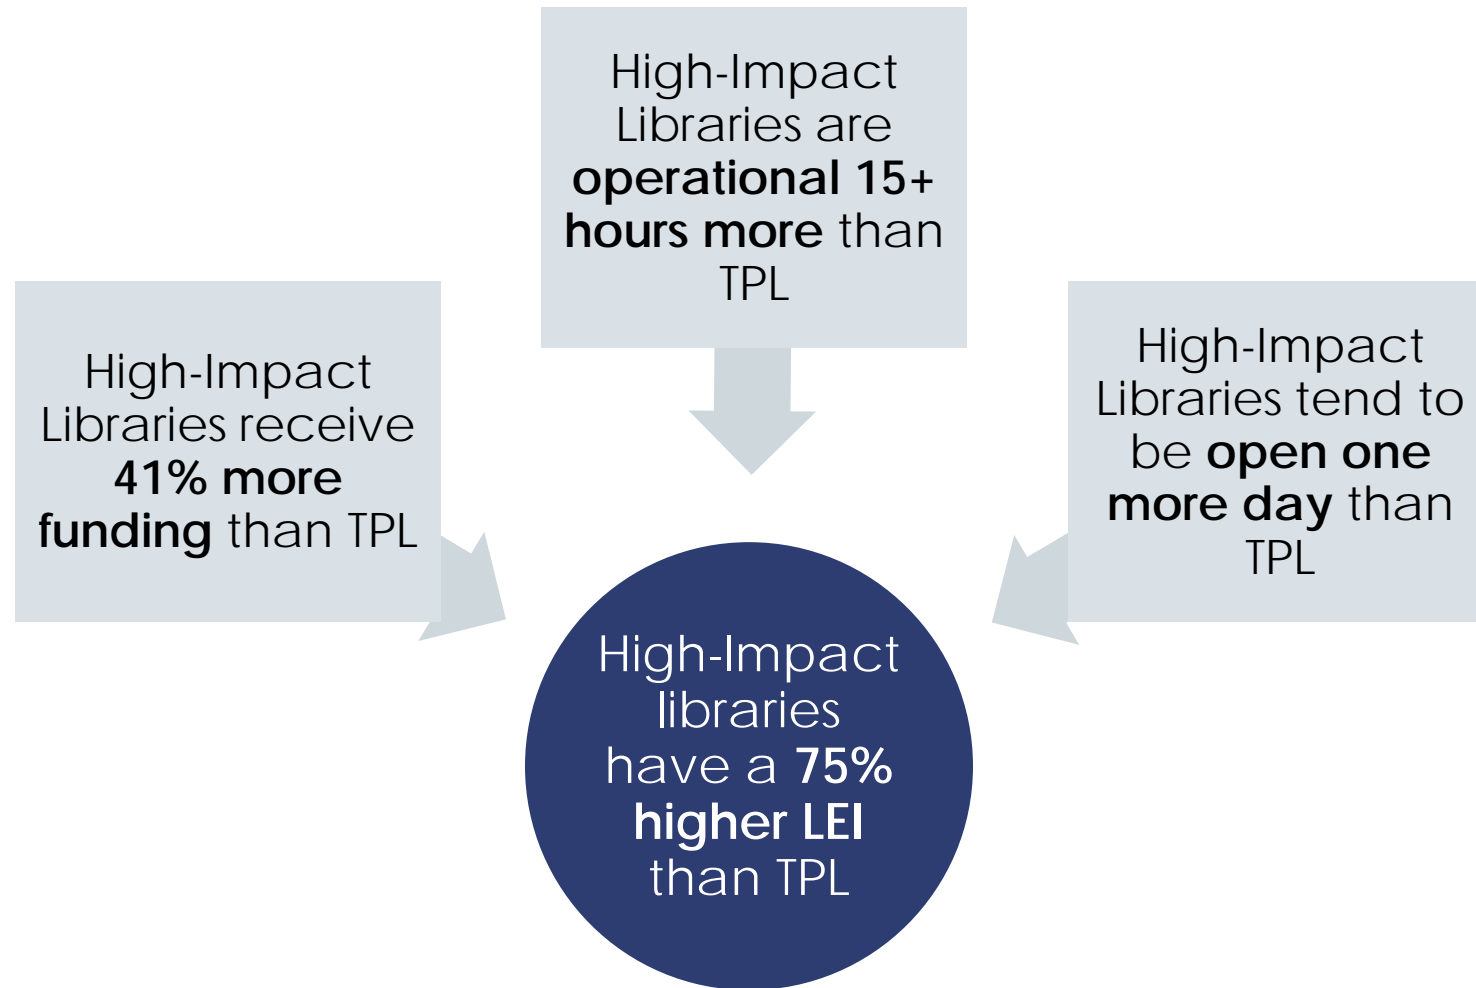 High-Impact
Libraries are
operational 15+
hours more than
TPL
High-Impact
Libraries receive
41% more
funding than TPL
High-Impact
Libraries tend to
be open one
more day than
TPL
High-Impact
libraries
have a 75%
higher LEI
than TPL